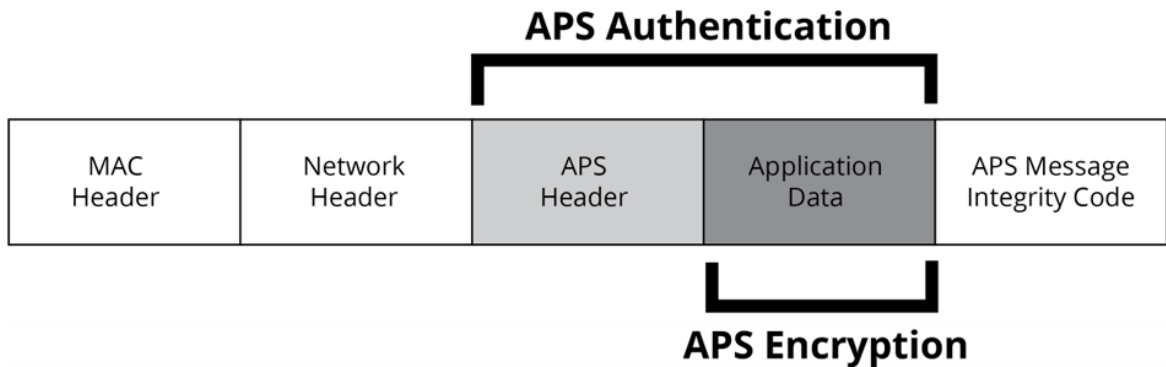 APS Authentication
MAC
Header
Network
Header
APS
Header
Application
Data
APS Message
Integrity Code
APS Encryption